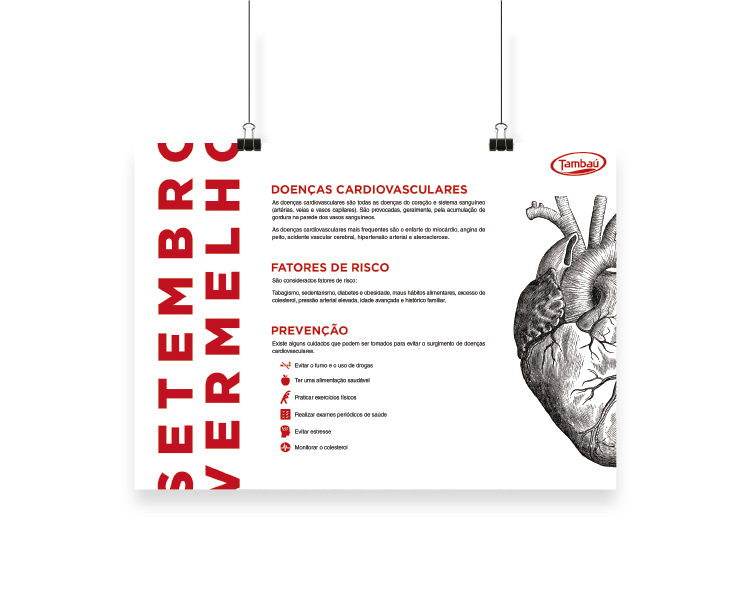 SETEMBRO
VERMELHO
Tambaú
DOENÇAS CARDIOVASCULARES
As doenças cardiovasculares são todas as doenças do coração e sistema sanguíneo
(artérias, veias e vasos capilares). São provocadas, geralmente, pela acumulação de
gordura na parede dos vasos sanguíneos.
As doenças cardiovasculares mais frequentes são o enfarte do miocárdio, angina de
peito, acidente vascular cerebral, hipertensão arterial e aterosclerose.
FATORES DE RISCO
São considerados fatores de risco:
Tabagismo, sedentarismo, diabetes e obesidade, maus hábitos alimentares, excesso de
colesterol, pressão arterial elevada, idade avançada e histórico familiar.
PREVENÇÃO
Existe alguns cuidados que podem ser tomados para evitar o surgimento de doenças
cardiovasculares.
Evitar o fumo e o uso de drogas
Ter uma alimentação saudável
Praticar exercícios físicos
Realizar exames periódicos de saúde
Evitar estresse
Monitorar o colesterol